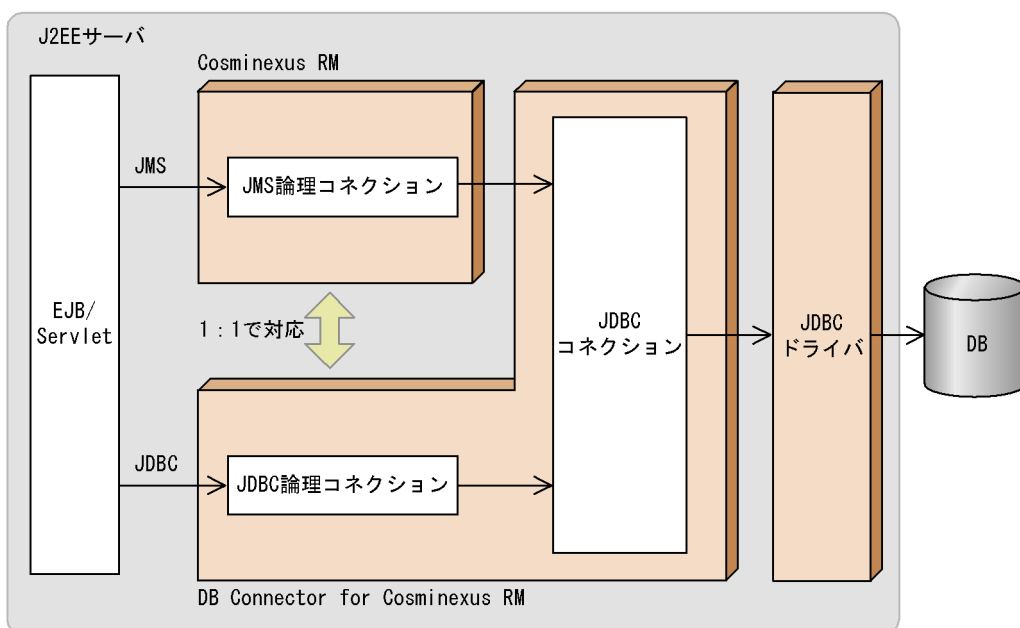 J2EEサーバ
Cosminexus RM
JMS
JMS論理コネクション
EJB/
Servlet
1：1で対応
JDBC
コネクション
JDBC
ドライバ
DB
JDBC
JDBC論理コネクション
DB Connector for Cosminexus RM